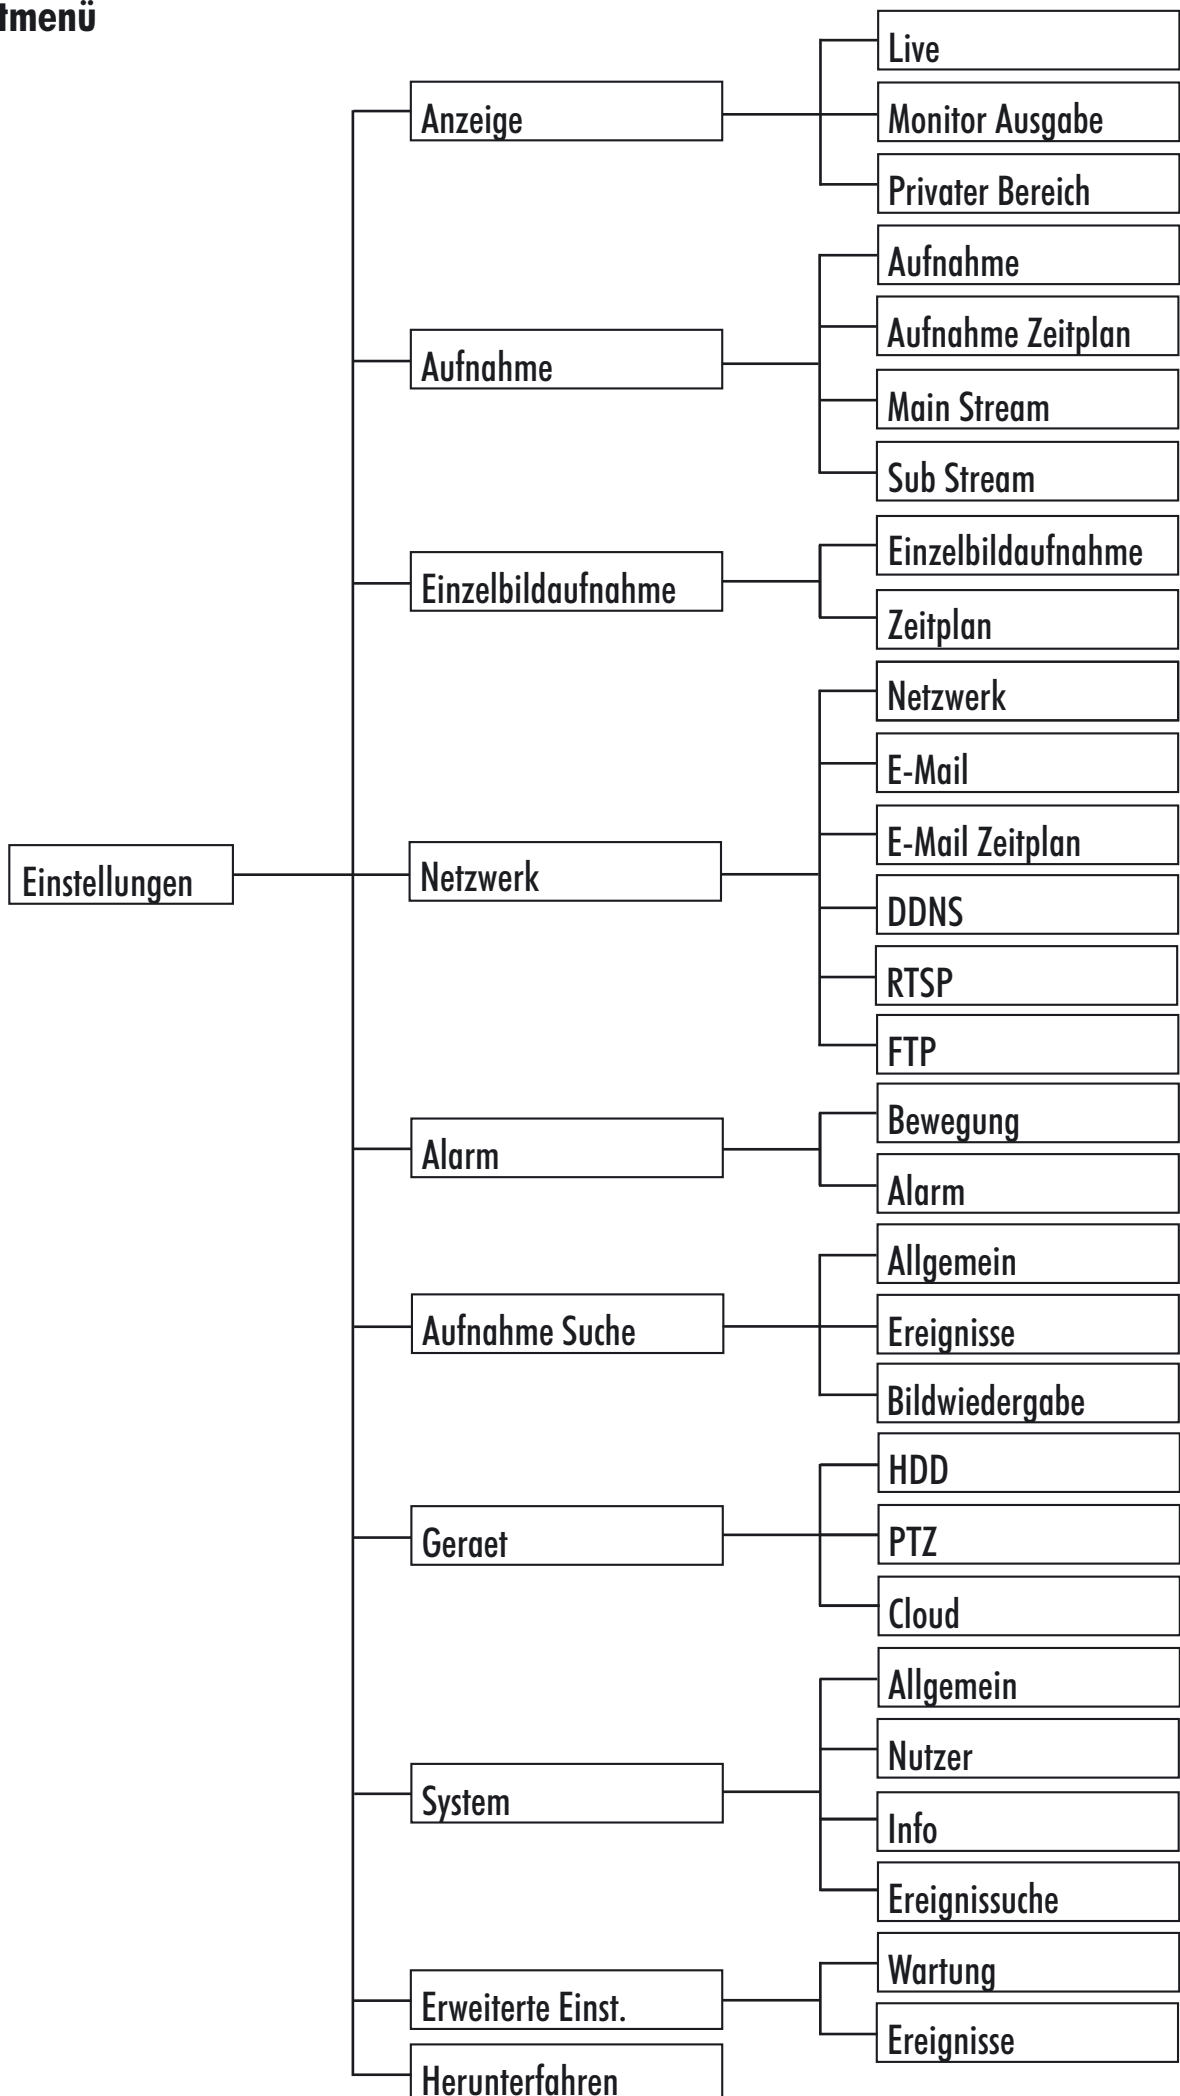 tmenü
Einstellungen
Anzeige
Live
Monitor Ausgabe
Privater Bereich
Aufnahme
Aufnahme
Aufnahme Zeitplan
Main Stream
Sub Stream
Einzelbildaufnahme
Einzelbildaufnahme
Zeitplan
Netzwerk
Netzwerk
E-Mail
E-Mail Zeitplan
DDNS
RTSP
FTP
Alarm
Bewegung
Alarm
Aufnahme Suche
Allgemein
Ereignisse
Bildwiedergabe
Geraet
HDD
PTZ
Cloud
System
Allgemein
Nutzer
Info
Ereignissuche
Erweiterte Einst.
Wartung
Ereignisse
Herunterfahren